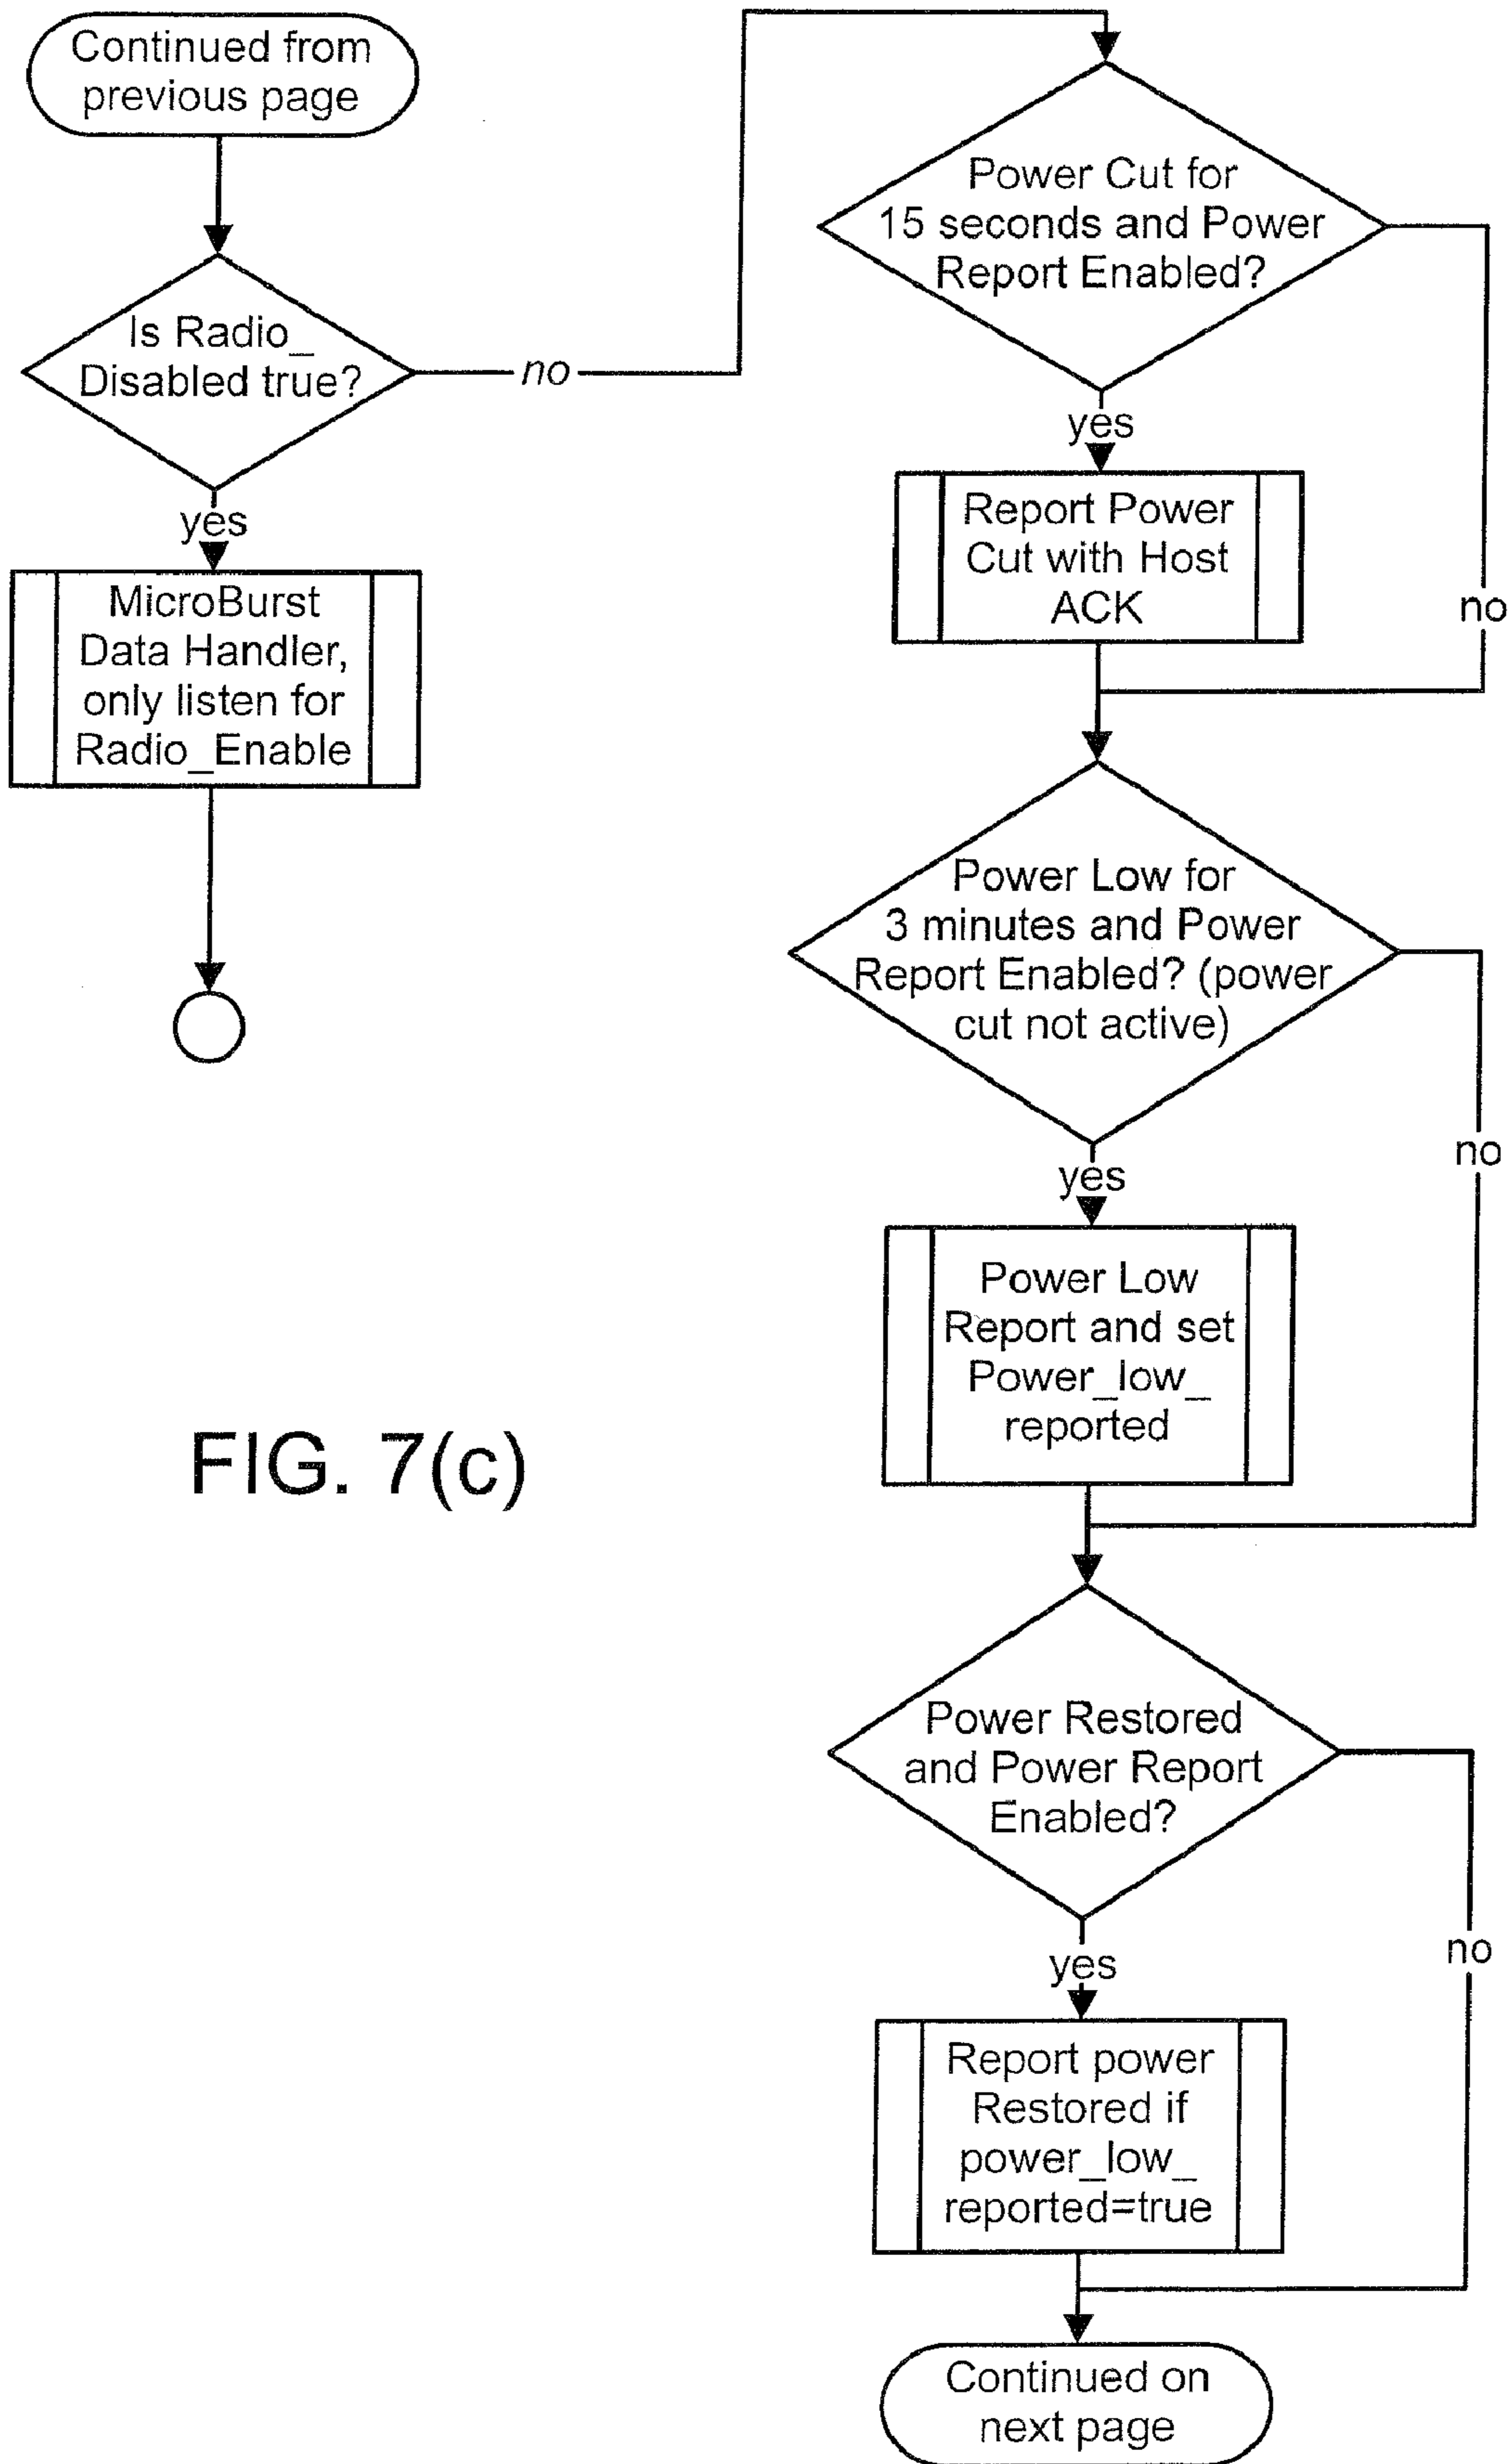 Continued from
previous page
Is Radio_
Disabled true?
no
yes
MicroBurst
Data Handler,
only listen for
Radio_Enable
Power Cut for
15 seconds and Power
Report Enabled?
yes
no
Report Power
Cut with Host
ACK
Power Low for
3 minutes and Power
Report Enabled? (power
cut not active)
yes
no
Power Low
Report and set
Power_low_
reported
Power Restored
and Power Report
Enabled?
yes
no
Report power
Restored if
power_low_
reported=true
Continued on
next page
FIG. 7(c)